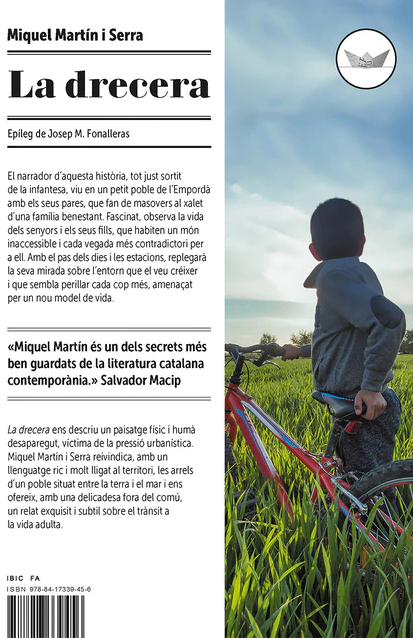 Miquel Martín i Serra
La drecera
Epíleg de Josep M. Fonalleras
El narrador d'aquesta història, tot just sortit
de la infantesa, viu en un petit poble de l'Empordà
amb els seus pares, que fan de masovers al xalet
d'una família benestant. Fascinat, observa la vida
dels senyors i els seus fills, que habiten un món
inaccessible i cada vegada més contradictori per
a ell. Amb el pas dels dies i les estacions, replegarà
la seva mirada sobre l'entorn que el veu créixer
i que sembla perillar cada cop més, amenaçat
per un nou model de vida.
«Miquel Martín és un dels secrets més
ben guardats de la literatura catalana
contemporània.» Salvador Macip
La drecera ens descriu un paisatge físic i humà
desaparegut, víctima de la pressió urbanística.
Miquel Martín i Serra reivindica, amb un
llenguatge ric i molt lligat al territori, les arrels
d'un poble situat entre la terra i el mar i ens
ofereix, amb una delicadesa fora del comú,
un relat exquisit i subtil sobre el trànsit a
la vida adulta.
IBIC FA
ISBN 978-84-17339-45-6